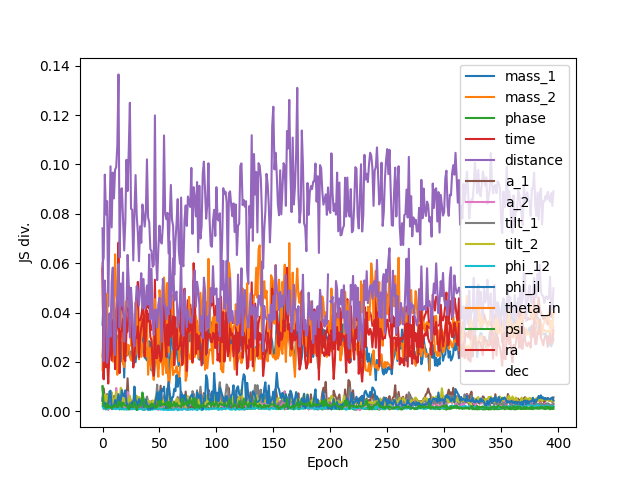 0.14
0.12
0.10
0.08
0.06
0.04
0.02
0.00
JS div.
0
50
100
150
200
250
300
350
400
Epoch
mass_1
mass_2
phase
time
distance
a_1
a_2
tilt_1
tilt_2
phi_12
phi_jl
theta_jn
psi
ra
dec